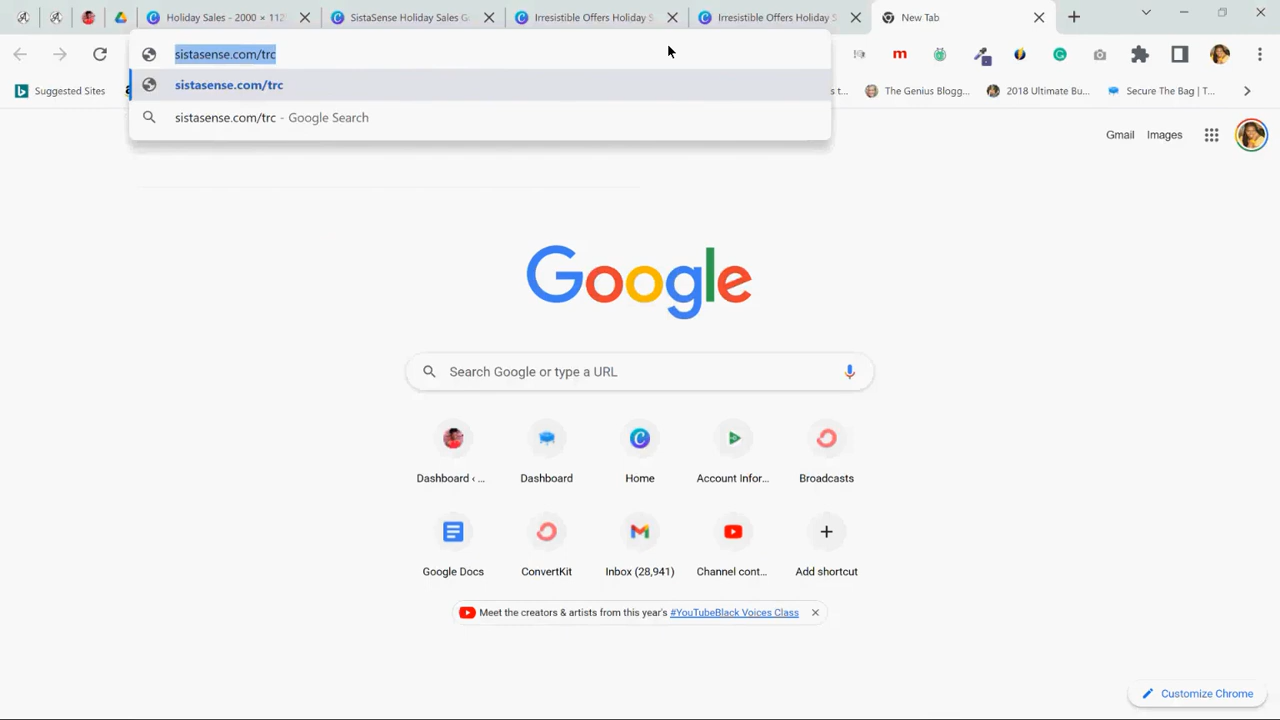 Holiday Sales - 2000 × 112
SistaSense Holiday Sales G
Irresistible Offers Holiday S
Irresistible Offers Holiday S
New Tab
sistasense.com/trc
sistasense.com/trc
sistasense.com/trc - Google Search
Suggested Sites
s t...
The Genius Blogg...
2018 Ultimate Bu...
Secure The Bag | T...
Gmail
Images
Google
Search Google or type a URL
Dashboard ‹ ...
Dashboard
Home
Account Infor...
Broadcasts
Google Docs
ConvertKit
Inbox (28,941)
Channel cont...
Add shortcut
Meet the creators & artists from this year's #YouTubeBlack Voices Class
Customize Chrome